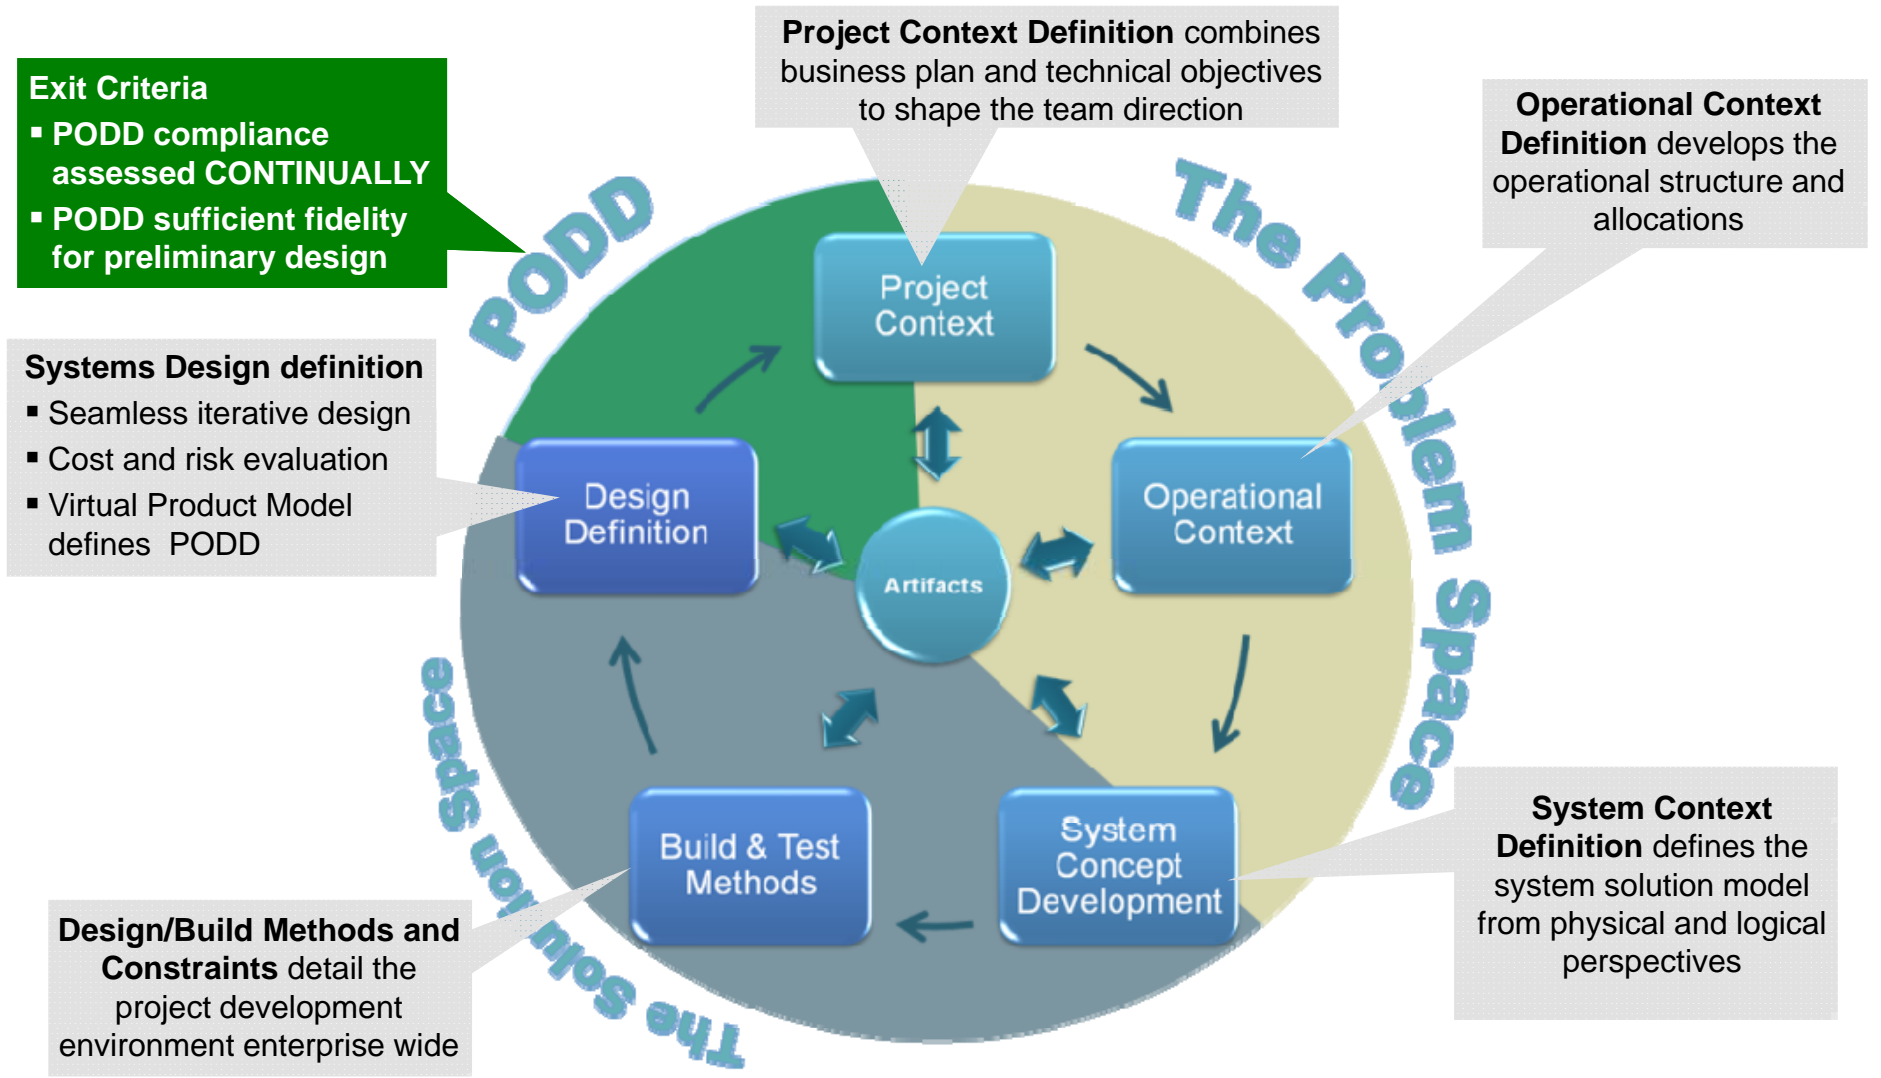 Project Context Definition combines
business plan and technical objectives
to shape the team direction
Exit Criteria
▪ PODD compliance
assessed CONTINUALLY
▪ PODD sufficient fidelity
for preliminary design
Operational Context
Definition develops the
operational structure and
allocations
PODD
The Problem Space
Project
Context
Systems Design definition
▪ Seamless iterative design
▪ Cost and risk evaluation
▪ Virtual Product Model
defines PODD
Design
Definition
Operational
Context
Artifacts
The Solution Space
Build & Test
Methods
System
Concept
Development
System Context
Definition defines the
system solution model
from physical and logical
perspectives
Design/Build Methods and
Constraints detail the
project development
environment enterprise wide